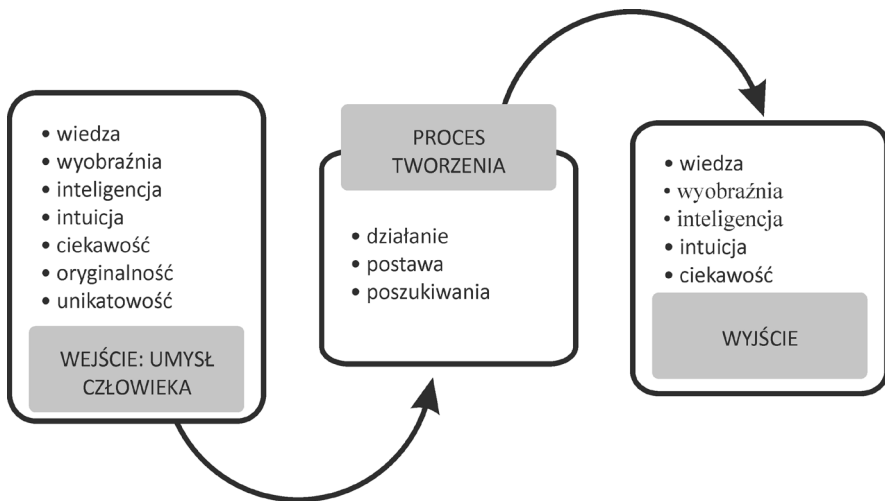 • wiedza
• wyobraźnia
• inteligencja
• intuicja
• ciekawość
• oryginalność
• unikatowość
WEJŚCIE: UMYSŁ
CZŁOWIEKA
PROCES
TWORZENIA
• działanie
• postawa
• poszukiwania
• wiedza
• wyobraźnia
• inteligencja
• intuicja
• ciekawość
WYJŚCIE